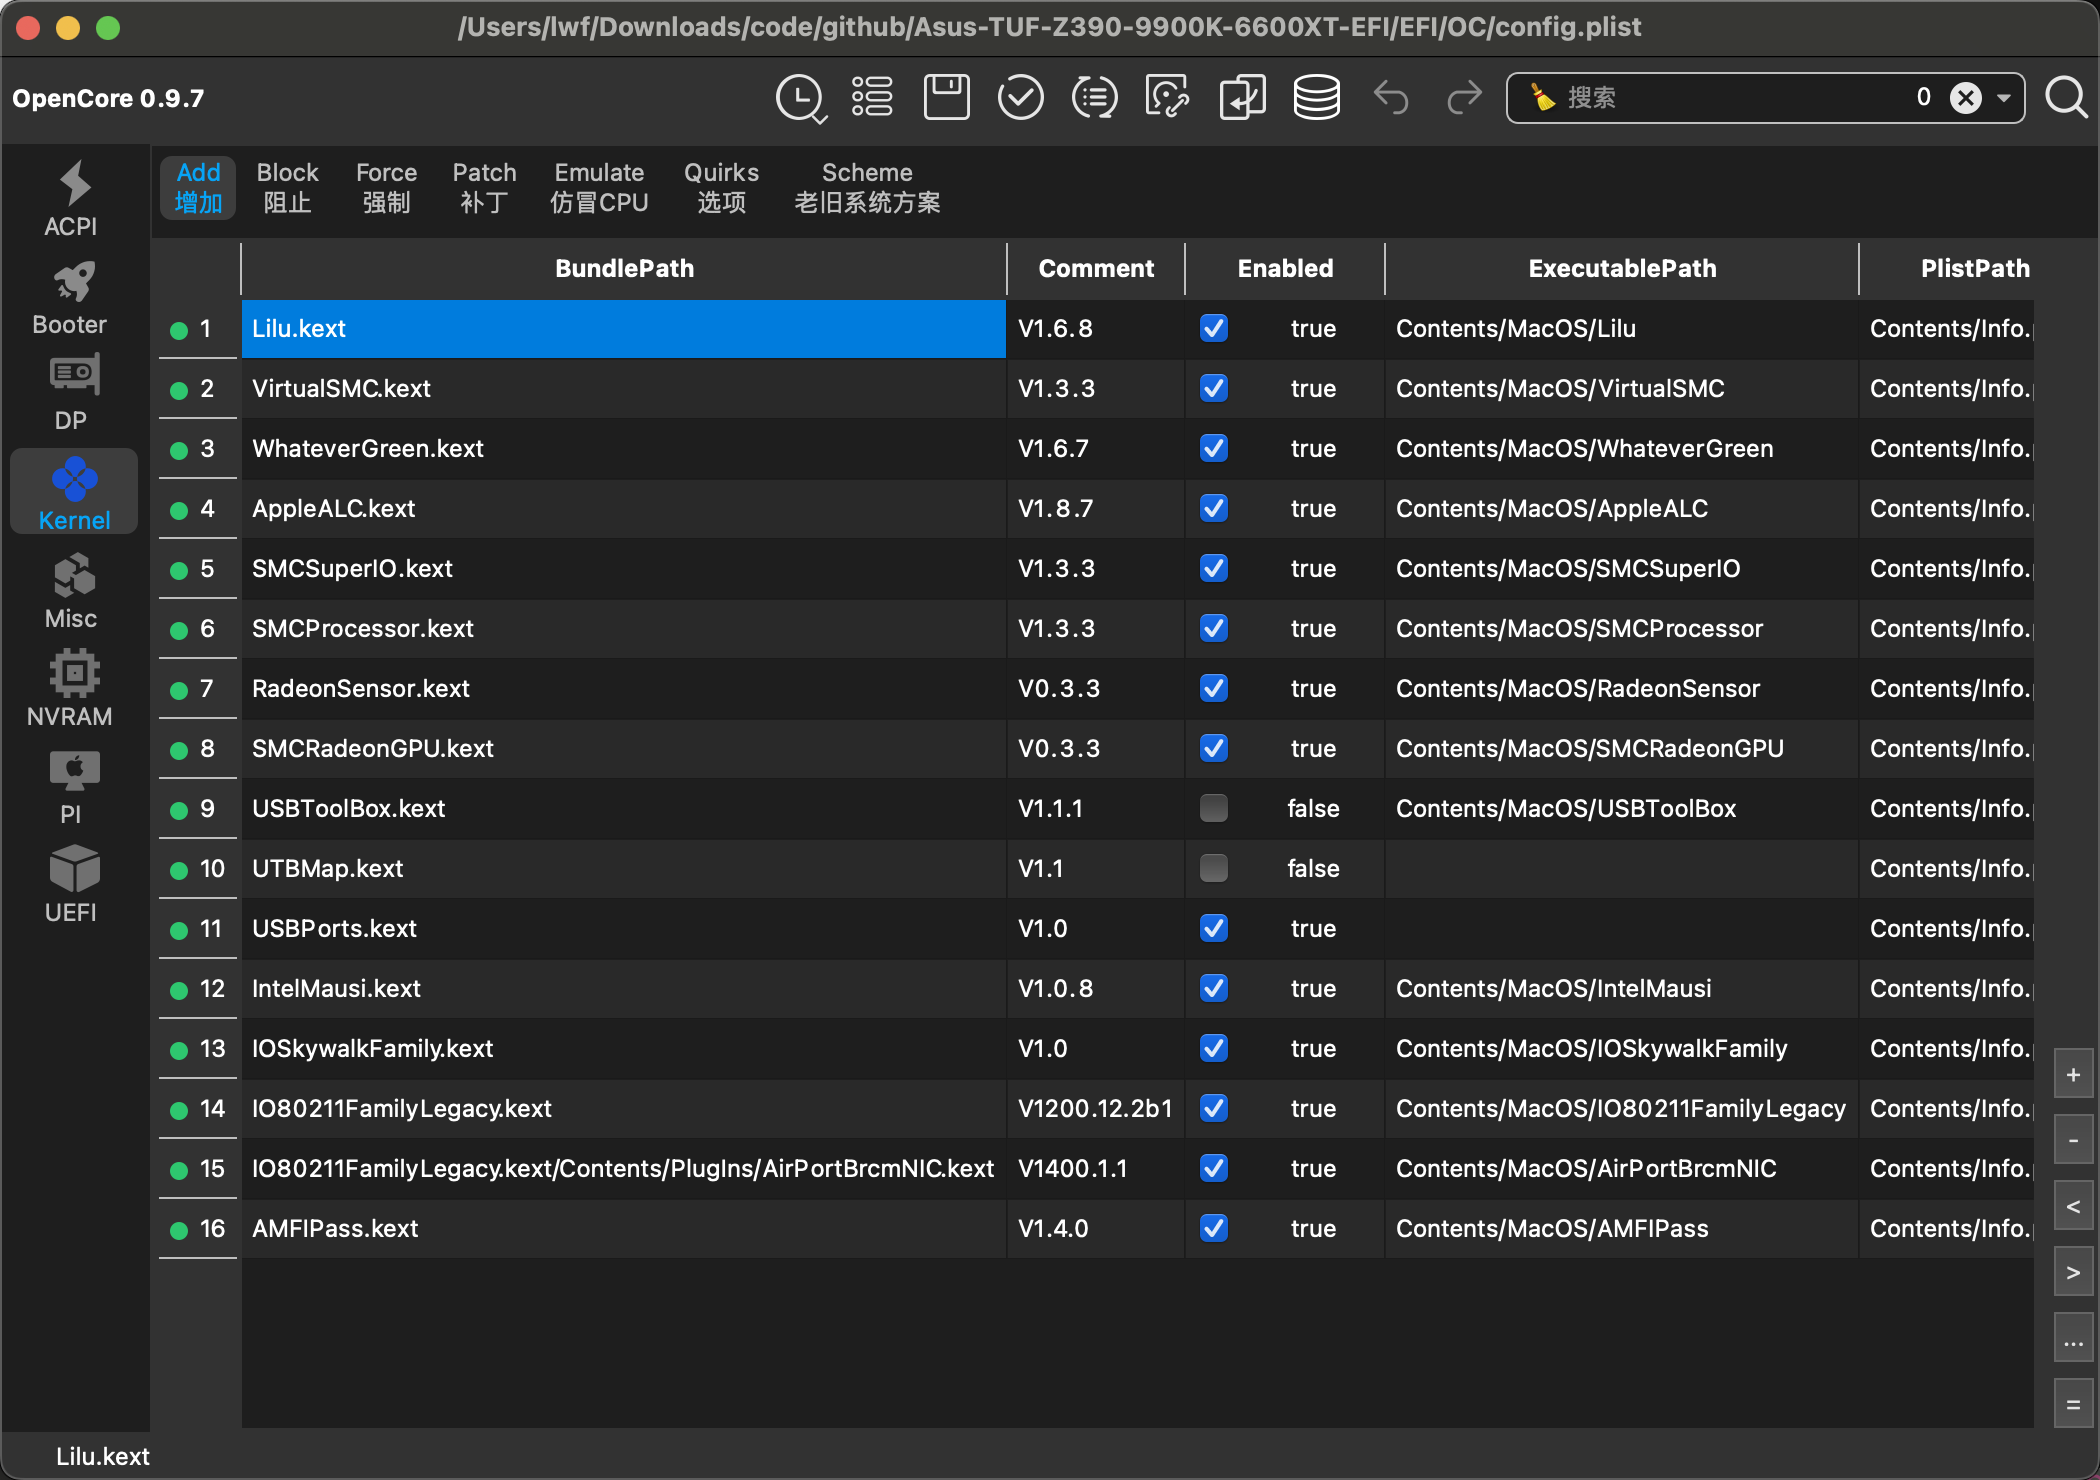 /Users/lwf/Downloads/code/github/Asus-TUF-Z390-9900K-6600XT-EFI/EFI/OC/config.plist
OpenCore 0.9.7
搜索 0
ACPI
Booter
DP
Kernel
Misc
NVRAM
PI
UEFI
Add Block Force Patch Emulate Quirks Scheme
增加 阻止 强制 补丁 仿冒CPU 选项 老旧系统方案
BundlePath Comment Enabled ExecutablePath PlistPath
1 Lilu.kext V1.6.8 true Contents/MacOS/Lilu Contents/Info.
2 VirtualSMC.kext V1.3.3 true Contents/MacOS/VirtualSMC Contents/Info.
3 WhateverGreen.kext V1.6.7 true Contents/MacOS/WhateverGreen Contents/Info.
4 AppleALC.kext V1.8.7 true Contents/MacOS/AppleALC Contents/Info.
5 SMCSuperIO.kext V1.3.3 true Contents/MacOS/SMCSuperIO Contents/Info.
6 SMCProcessor.kext V1.3.3 true Contents/MacOS/SMCProcessor Contents/Info.
7 RadeonSensor.kext V0.3.3 true Contents/MacOS/RadeonSensor Contents/Info.
8 SMCRadeonGPU.kext V0.3.3 true Contents/MacOS/SMCRadeonGPU Contents/Info.
9 USBToolBox.kext V1.1.1 false Contents/MacOS/USBToolBox Contents/Info.
10 UTBMap.kext V1.1 false Contents/Info.
11 USBPorts.kext V1.0 true Contents/Info.
12 IntelMausi.kext V1.0.8 true Contents/MacOS/IntelMausi Contents/Info.
13 IOSkywalkFamily.kext V1.0 true Contents/MacOS/IOSkywalkFamily Contents/Info.
14 IO80211FamilyLegacy.kext V1200.12.2b1 true Contents/MacOS/IO80211FamilyLegacy Contents/Info.
15 IO80211FamilyLegacy.kext/Contents/PlugIns/AirPortBrcmNIC.kext V1400.1.1 true Contents/MacOS/AirPortBrcmNIC Contents/Info.
16 AMFIPass.kext V1.4.0 true Contents/MacOS/AMFIPass Contents/Info.
+
-
<
>
...
=
Lilu.kext